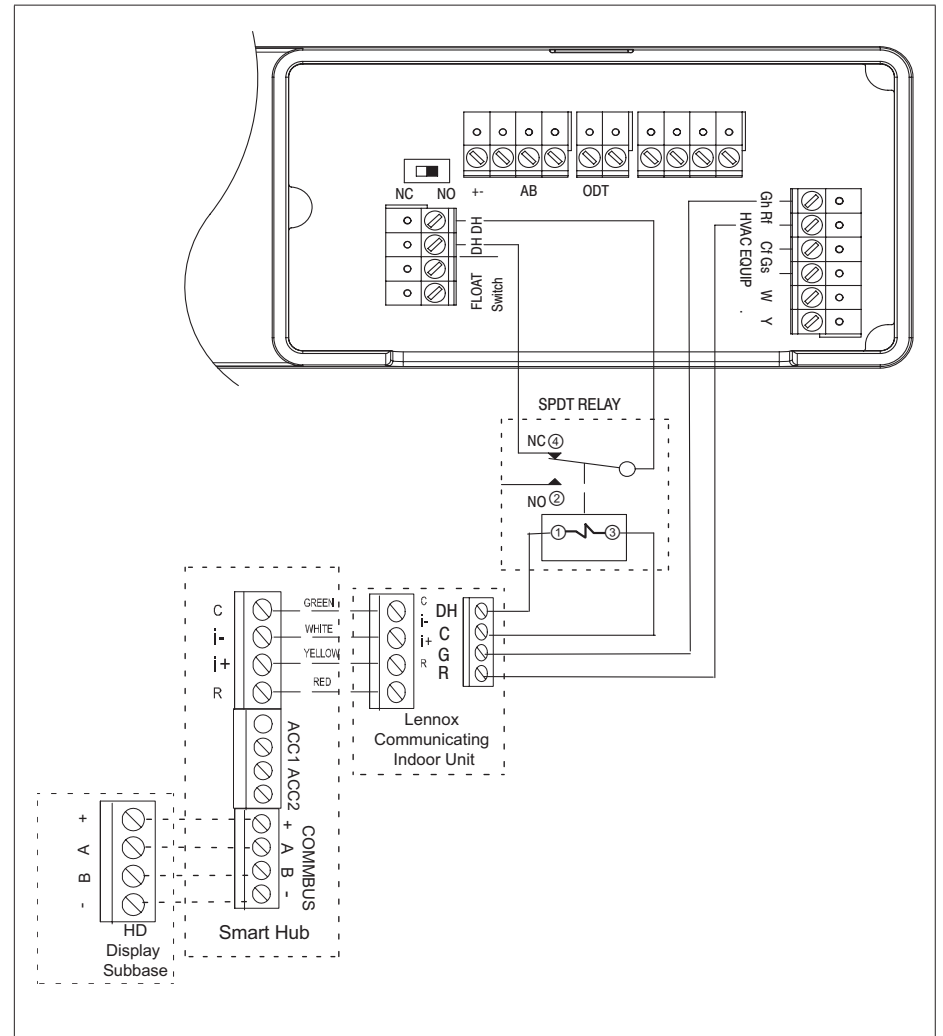 NC NO +- AB ODT
DH DH
FLOAT
Switch
Gh Rf Cf Gs W Y
HVAC EQUIP
.
SPDT RELAY
NC ④
NO ②
① ③
C
i-
i+
R
GREEN
WHITE
YELLOW
RED
C
i-
i+
R
DH
C
G
R
Lennox
Communicating
Indoor Unit
ACC1 ACC2
+ A B -
COMMBUS
Smart Hub
+ A B -
HD
Display
Subbase